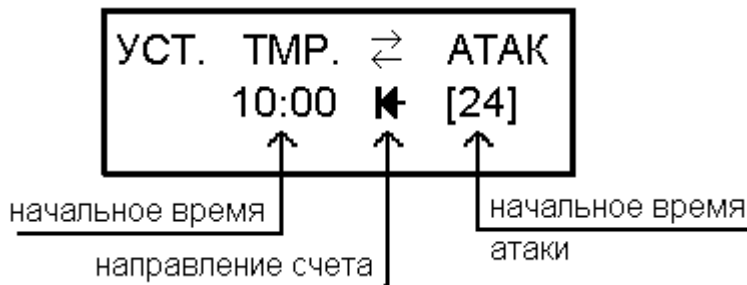 УСТ. ТМР. ⇄ АТАК
10:00 [24]
начальное время начальное время
атаки
направление счета